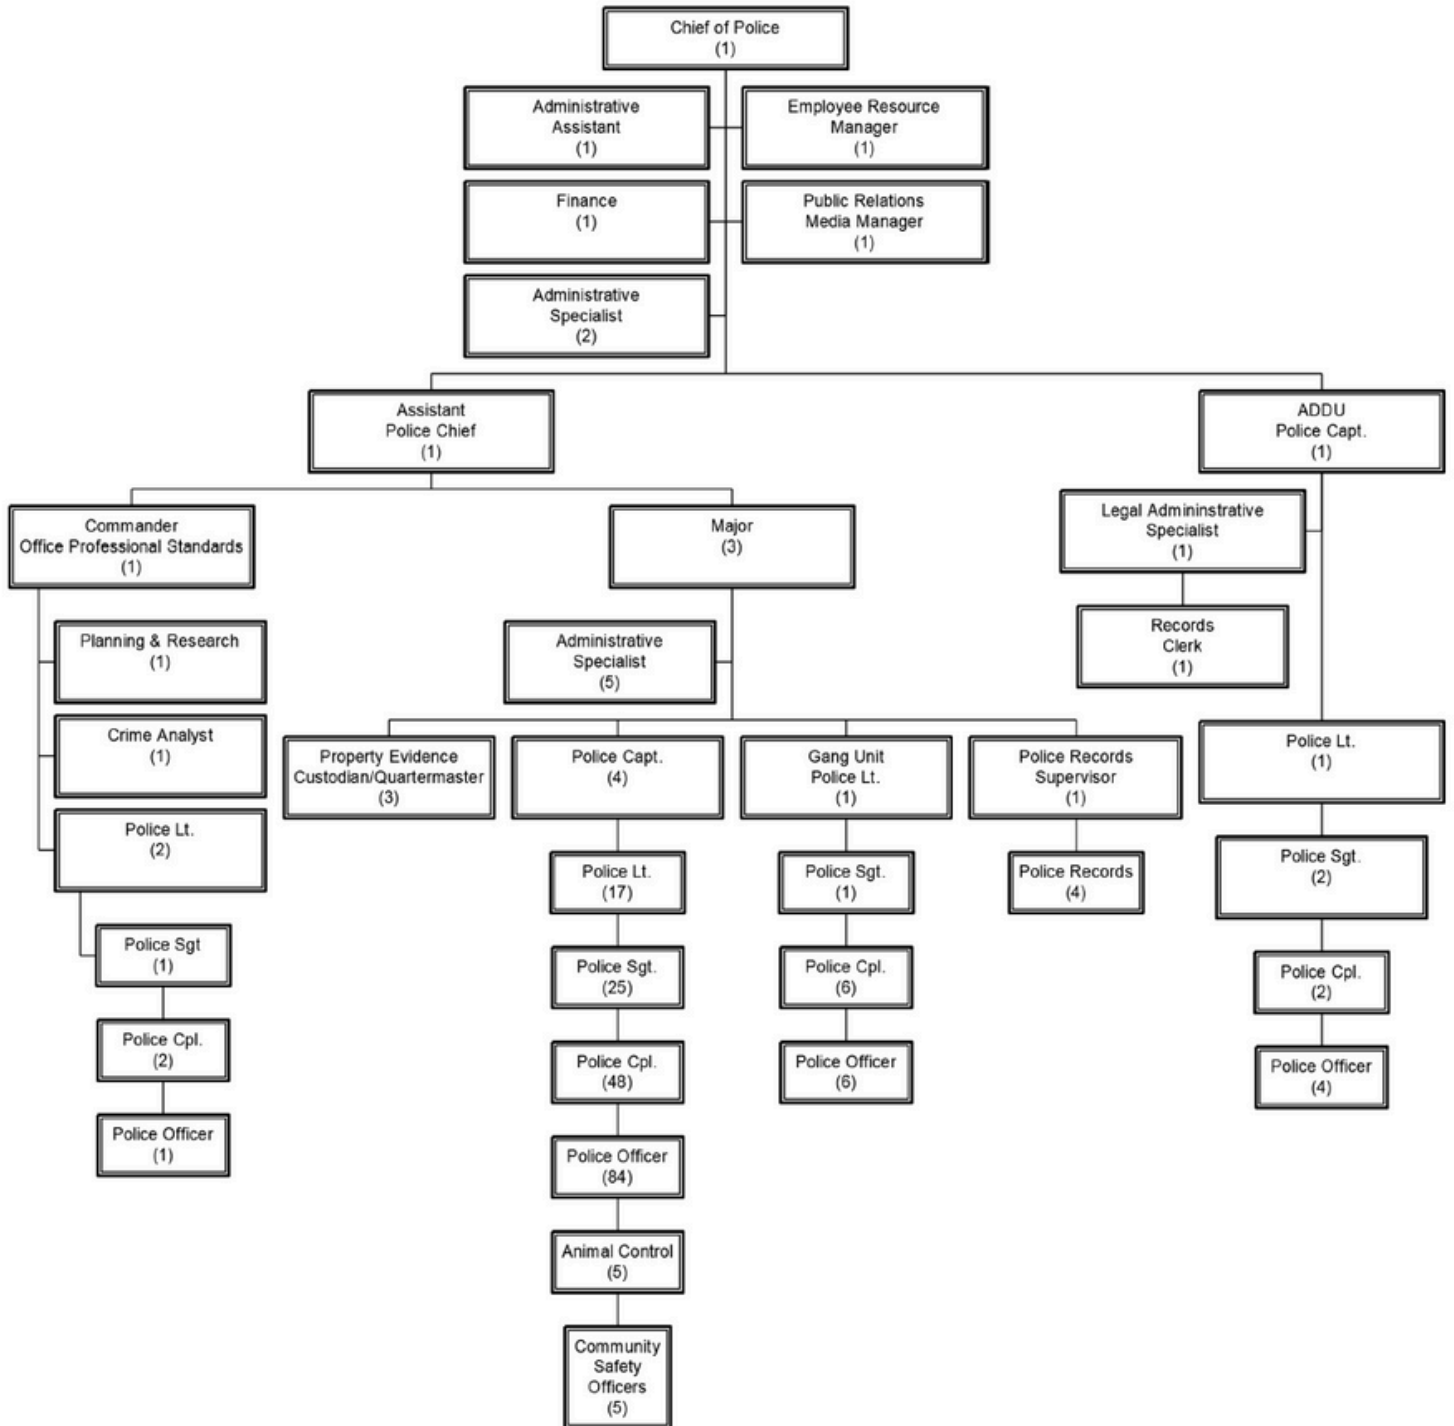 Chief of Police
(1)
Administrative
Assistant
(1)
Employee Resource
Manager
(1)
Finance
(1)
Public Relations
Media Manager
(1)
Administrative
Specialist
(2)
Assistant
Police Chief
(1)
ADDU
Police Capt.
(1)
Commander
Office Professional Standards
(1)
Major
(3)
Legal Admininstrative
Specialist
(1)
Records
Clerk
(1)
Planning & Research
(1)
Administrative
Specialist
(5)
Crime Analyst
(1)
Police Lt.
(2)
Police Sgt
(1)
Police Cpl.
(2)
Police Officer
(1)
Property Evidence
Custodian/Quartermaster
(3)
Police Capt.
(4)
Police Lt.
(17)
Police Sgt.
(25)
Police Cpl.
(48)
Police Officer
(84)
Animal Control
(5)
Community
Safety
Officers
(5)
Gang Unit
Police Lt.
(1)
Police Sgt.
(1)
Police Cpl.
(6)
Police Officer
(6)
Police Records
Supervisor
(1)
Police Records
(4)
Police Lt.
(1)
Police Sgt.
(2)
Police Cpl.
(2)
Police Officer
(4)